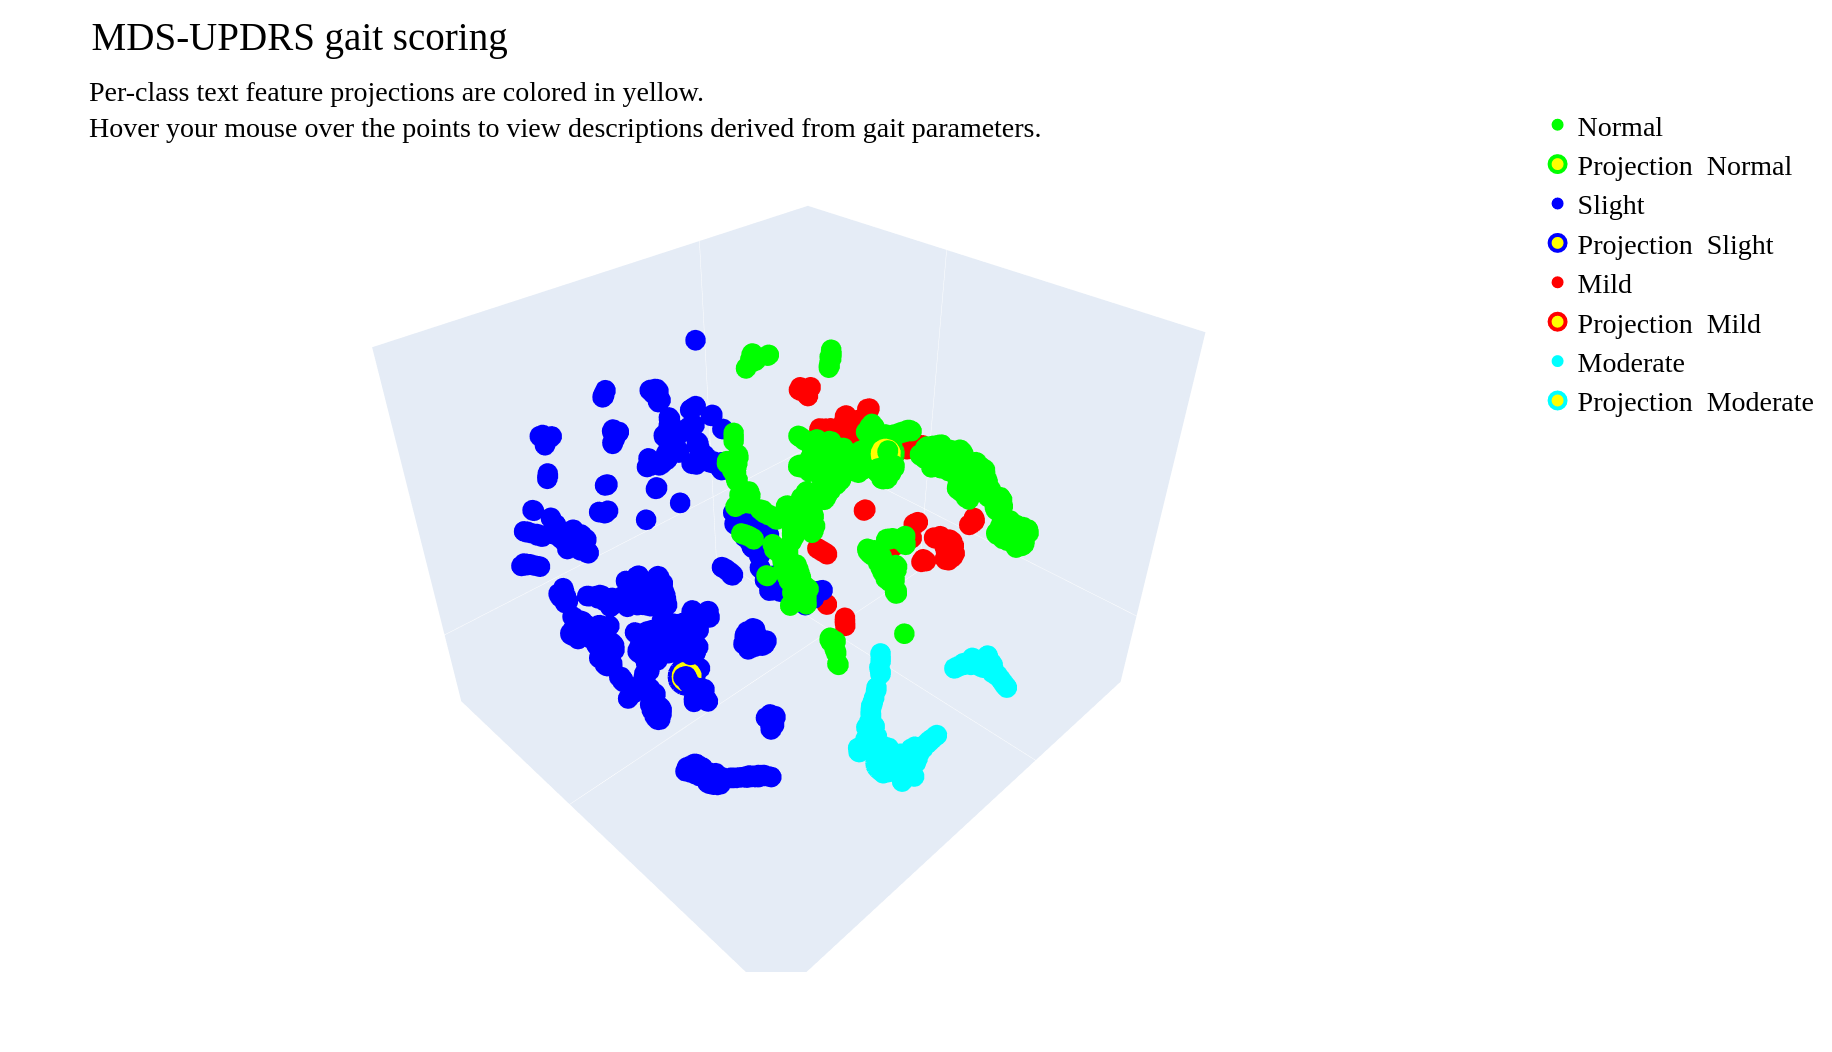 MDS-UPDRS gait scoring
Per-class text feature projections are colored in yellow.
Hover your mouse over the points to view descriptions derived from gait parameters.
Normal
Projection Normal
Slight
Projection Slight
Mild
Projection Mild
Moderate
Projection Moderate